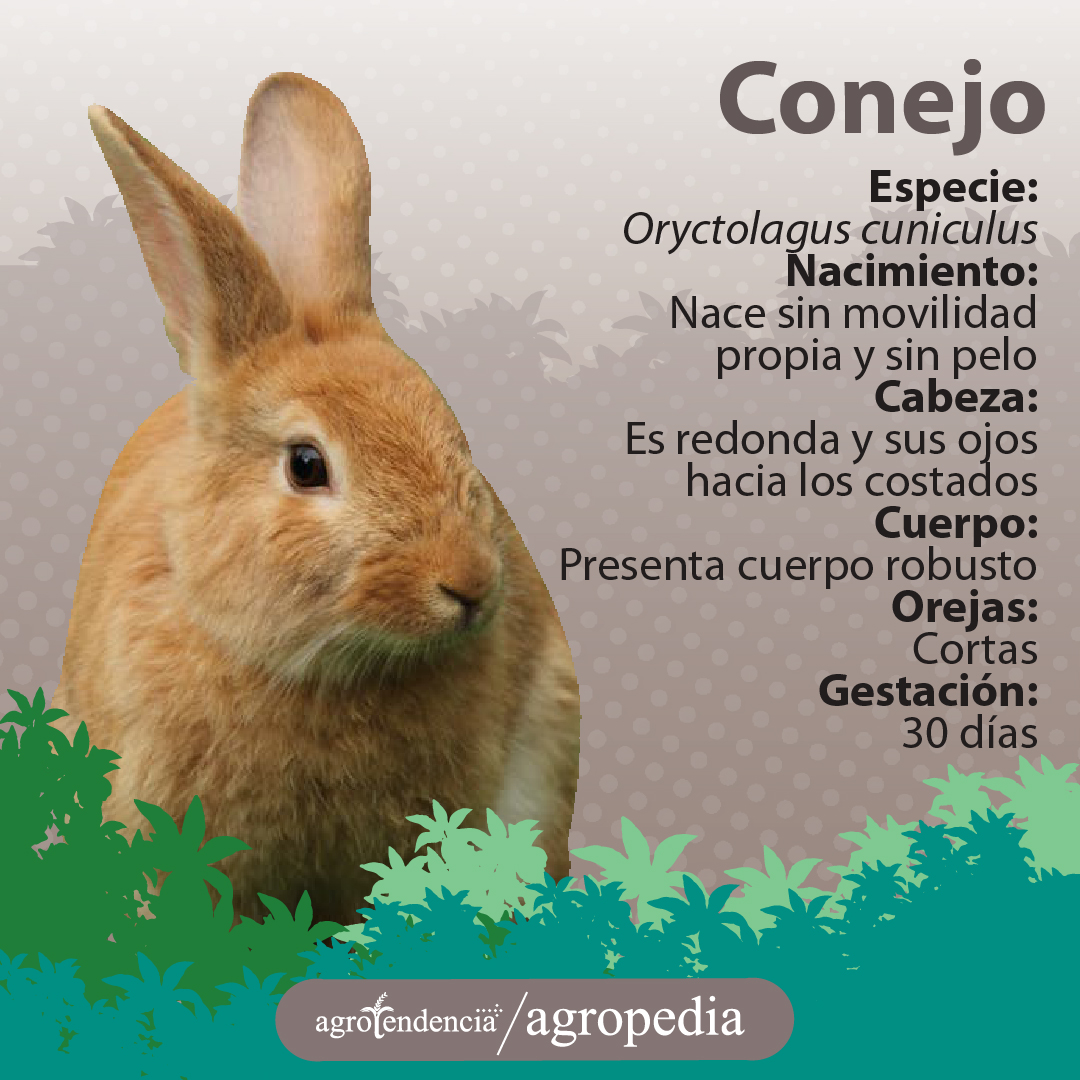 Conejo
Especie:
Oryctolagus cuniculus
Nacimiento:
Nace sin movilidad
propia y sin pelo
Cabeza:
Es redonda y sus ojos
hacia los costados
Cuerpo:
Presenta cuerpo robusto
Orejas:
Cortas
Gestación:
30 días
agrotendencia/agropedia